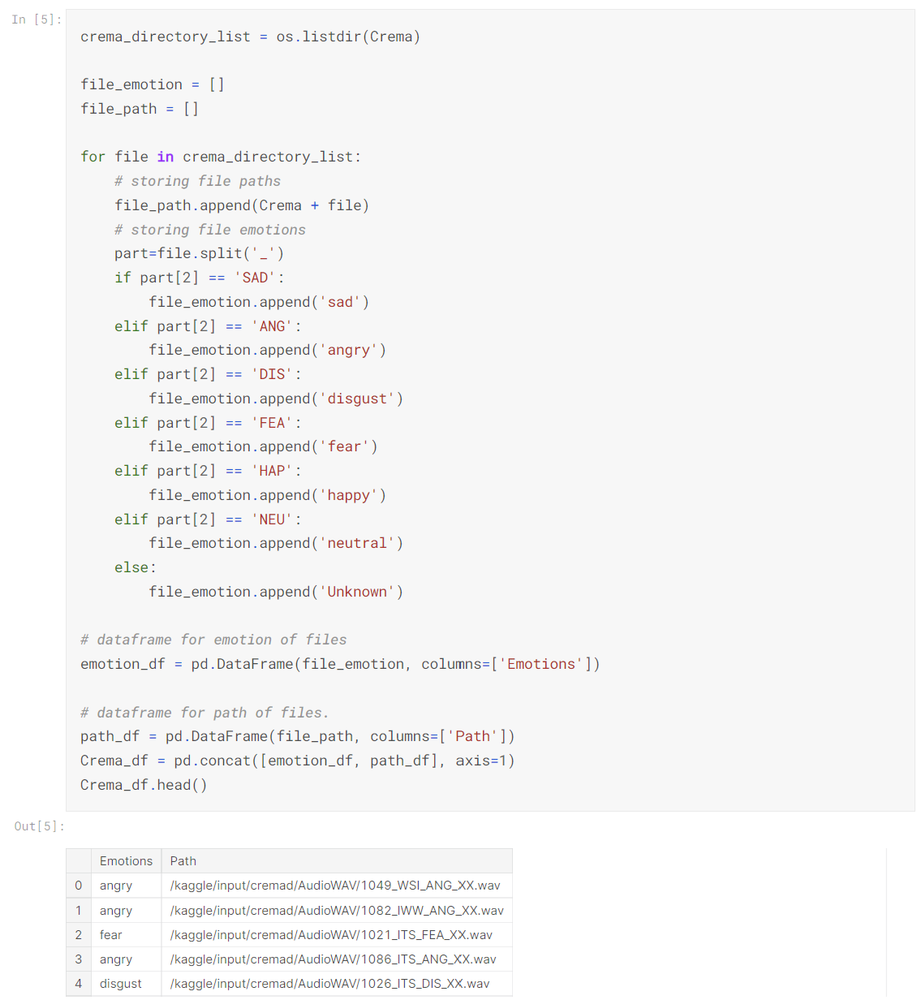 In [5]:
crema_directory_list = os.listdir(Crema)

file_emotion = []
file_path = []

for file in crema_directory_list:
    # storing file paths
    file_path.append(Crema + file)
    # storing file emotions
    part=file.split('_')
    if part[2] == 'SAD':
        file_emotion.append('sad')
    elif part[2] == 'ANG':
        file_emotion.append('angry')
    elif part[2] == 'DIS':
        file_emotion.append('disgust')
    elif part[2] == 'FEA':
        file_emotion.append('fear')
    elif part[2] == 'HAP':
        file_emotion.append('happy')
    elif part[2] == 'NEU':
        file_emotion.append('neutral')
    else:
        file_emotion.append('Unknown')

# dataframe for emotion of files
emotion_df = pd.DataFrame(file_emotion, columns=['Emotions'])

# dataframe for path of files.
path_df = pd.DataFrame(file_path, columns=['Path'])
Crema_df = pd.concat([emotion_df, path_df], axis=1)
Crema_df.head()
Out[5]:
Emotions Path
0 angry /kaggle/input/cremad/AudioWAV/1049_WSI_ANG_XX.wav
1 angry /kaggle/input/cremad/AudioWAV/1082_IWW_ANG_XX.wav
2 fear /kaggle/input/cremad/AudioWAV/1021_ITS_FEA_XX.wav
3 angry /kaggle/input/cremad/AudioWAV/1086_ITS_ANG_XX.wav
4 disgust /kaggle/input/cremad/AudioWAV/1026_ITS_DIS_XX.wav